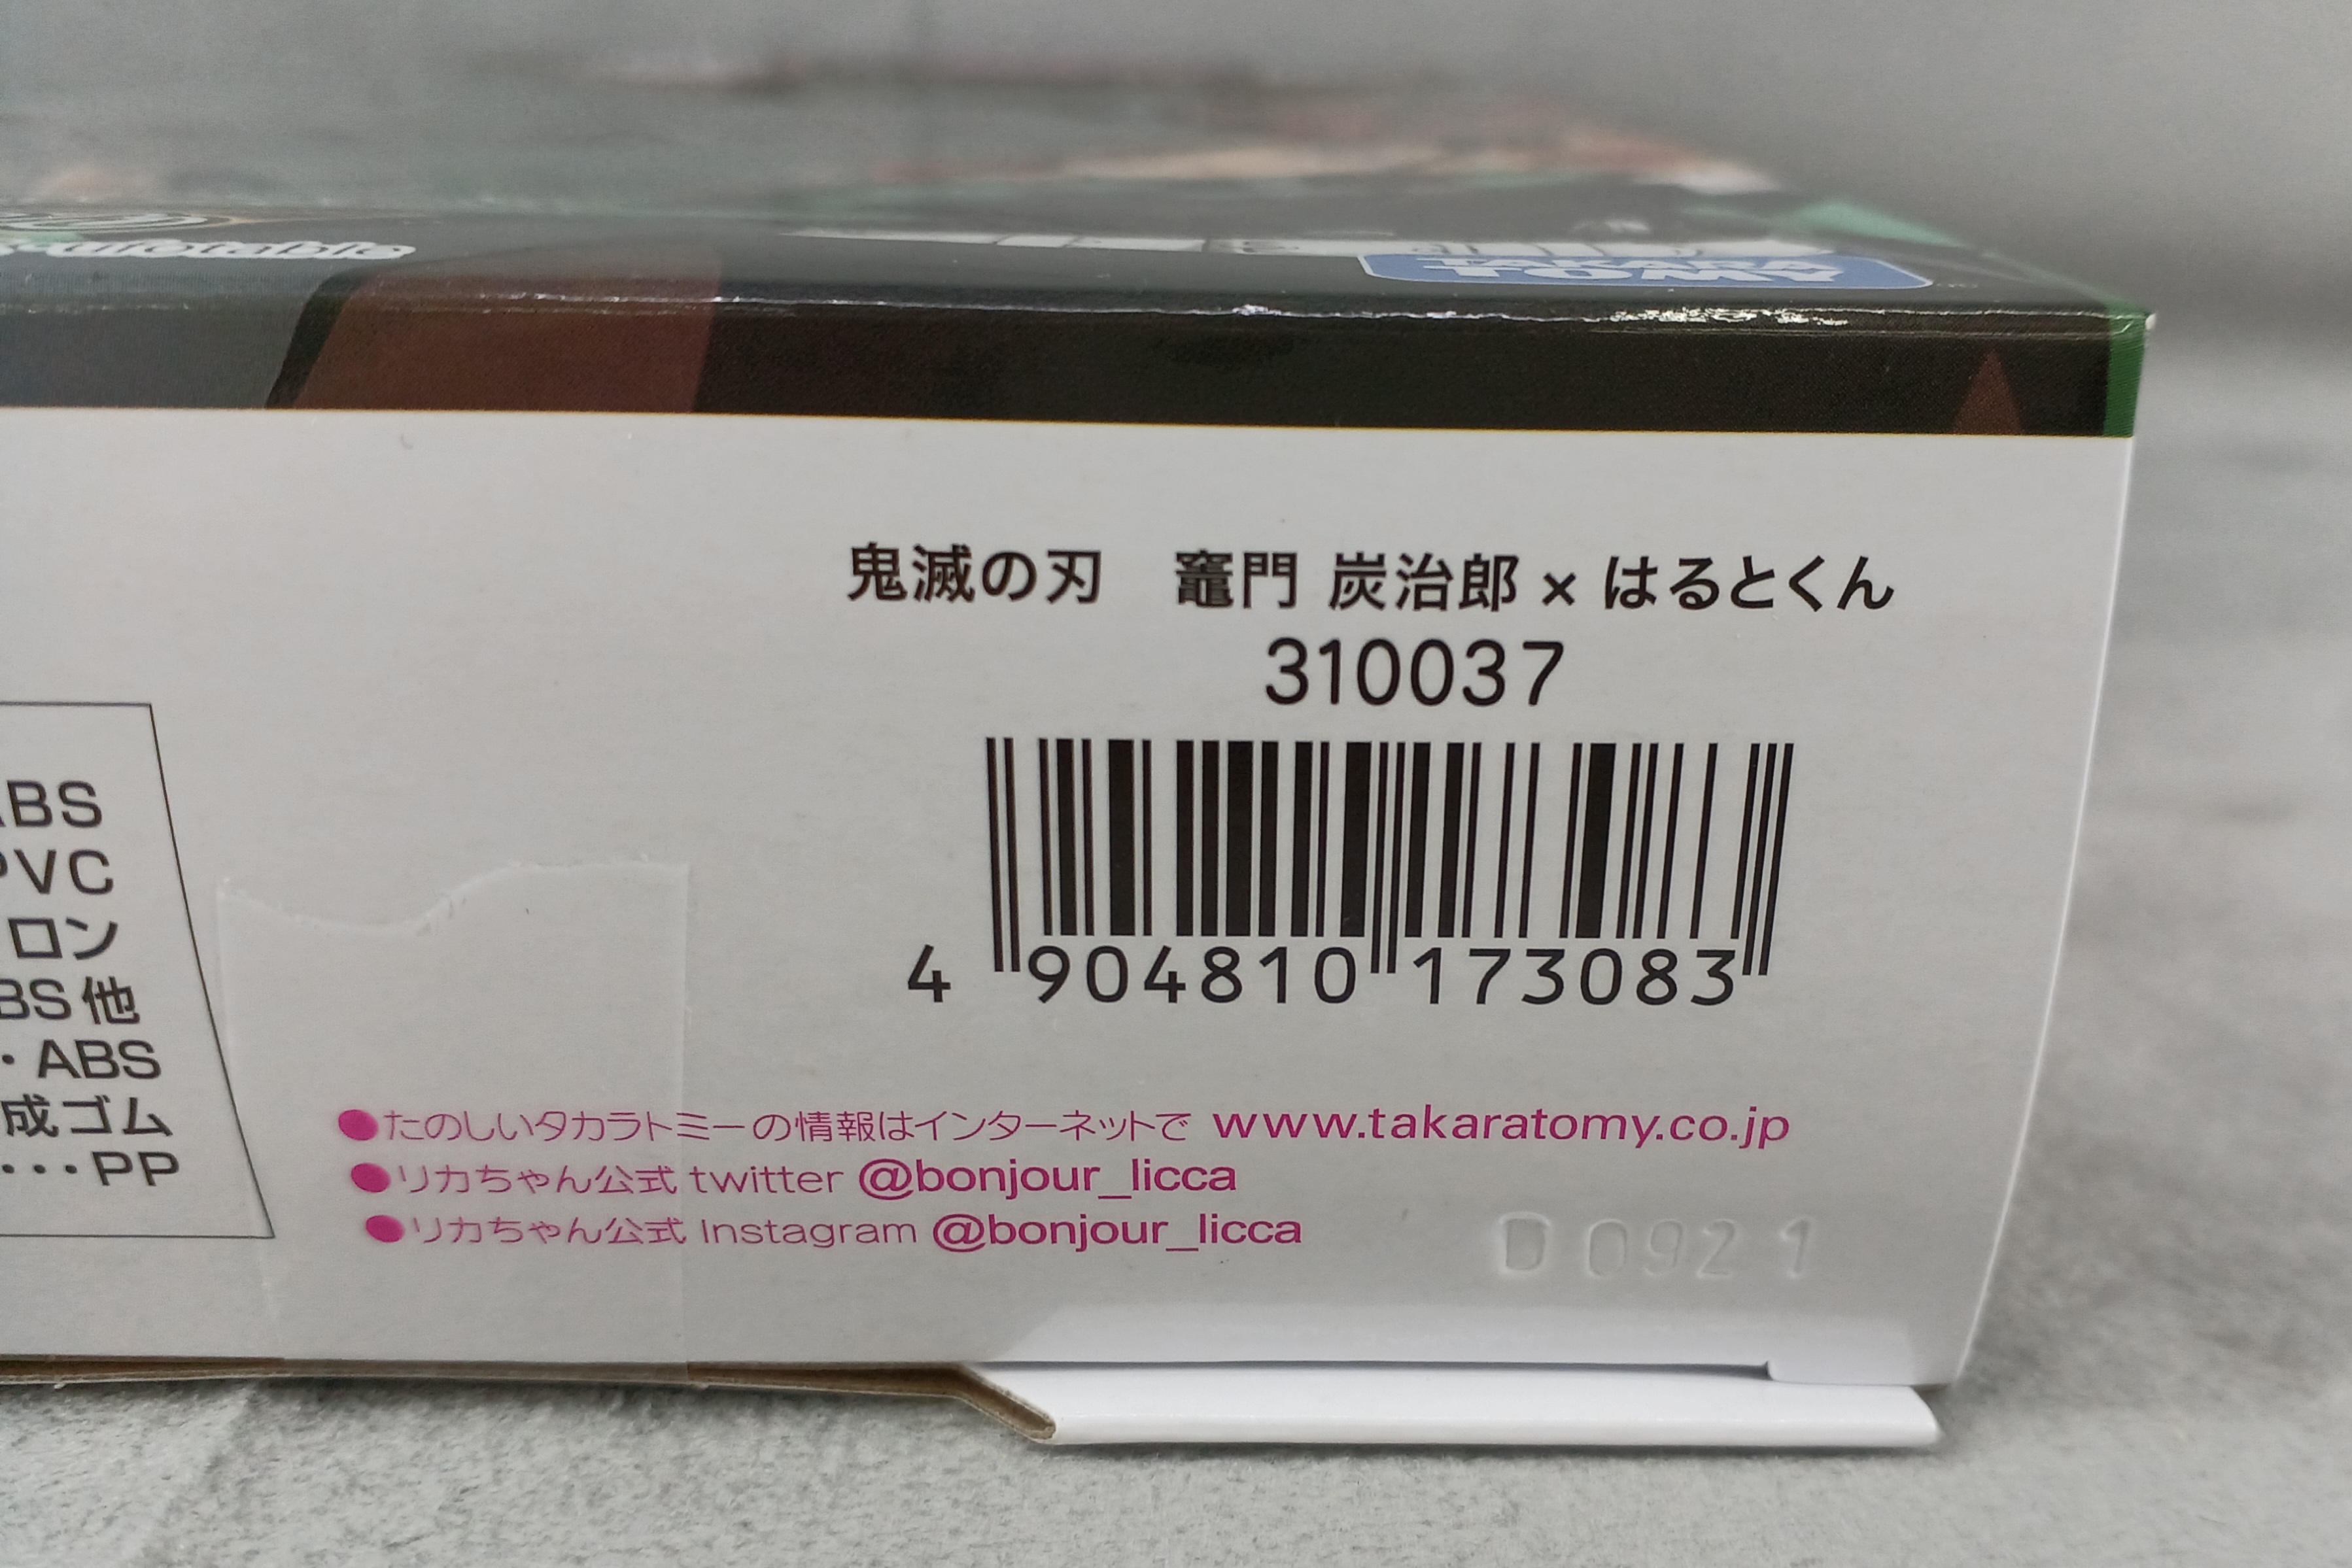 ufotable
TAKARA
TOMY
鬼滅の刃 竈門 炭治郎 × はるとくん
310037
4 904810 173083
ABS
PVC
ロン
BS他
・ABS
成ゴム
・・・PP
●たのしいタカラトミーの情報はインターネットで www.takaratomy.co.jp
●リカちゃん公式 twitter @bonjour_licca
●リカちゃん公式 Instagram @bonjour_licca
D 0921